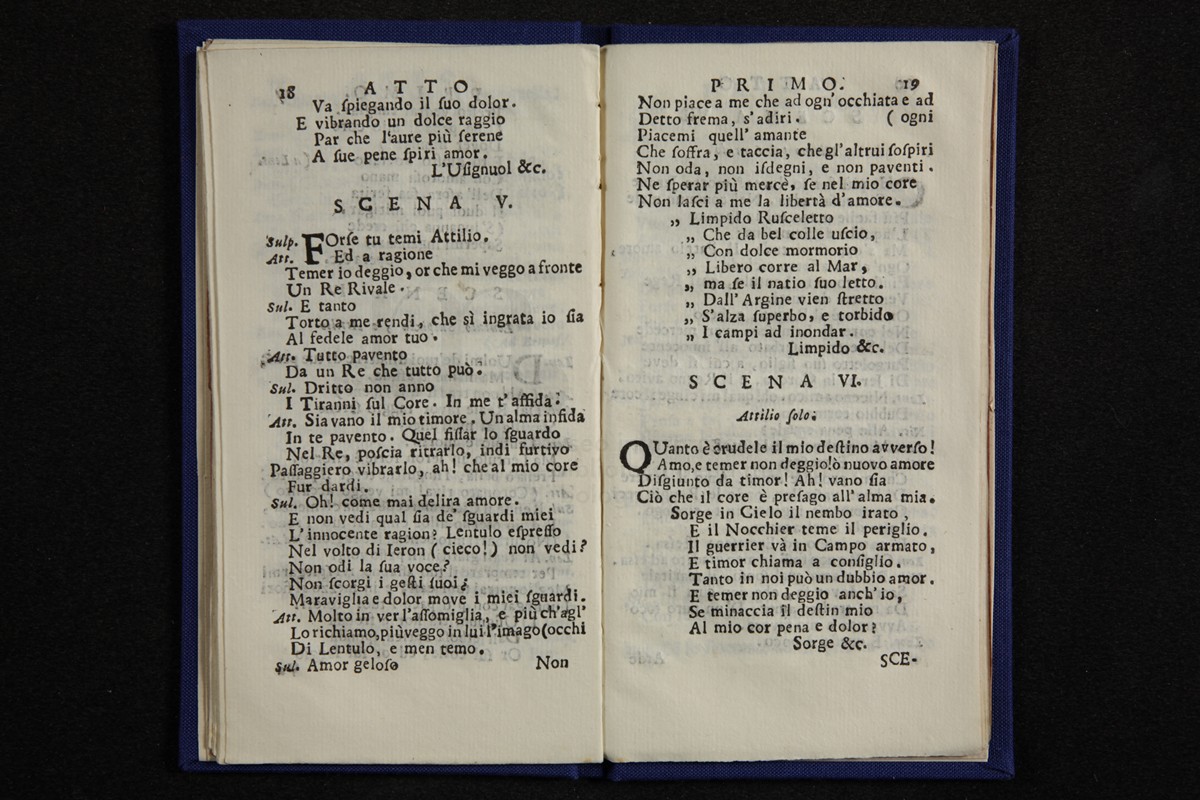 18 ATTO
Va ſpiegando il ſuo dolor.
E vibrando un dolce raggio
Par che l'aure più ſerene
A ſue pene ſpiri amor.
L'Uſignuol &c.
SCENA V.
Sulp. FOrſe tu temi Attilio.
Att. Ed a ragione
Temer io deggio, or che mi veggo a fronte
Un Re Rivale.
Sul. E tanto
Torto a me rendi, che sì ingrata io ſia
Al fedele amor tuo.
Att. Tutto pavento
Da un Re che tutto può.
Sul. Dritto non anno
I Tiranni ſul Core. In me t'affida.
Att. Sia vano il mio timore. Un alma infida
In te pavento. Quel fiſſar lo ſguardo
Nel Re, poſcia ritrarlo, indi furtivo
Paſſaggiero vibrarlo, ah! che al mio core
Fur dardi.
Sul. Oh! come mai delira amore.
E non vedi qual ſia de' ſguardi miei
L'innocente ragion? Lentulo eſpreſſo
Nel volto di Ieron (cieco!) non vedi?
Non odi la ſua voce?
Non ſcorgi i geſti ſuoi?
Maraviglia e dolor move i miei ſguardi.
Att. Molto in ver l'aſſomiglia, e più ch'agl'
Lo richiamo, più veggo in lui l'imago (occhi
Di Lentulo, e men temo.
Sul. Amor geloſo
Non
PRIMO. 19
Non piace a me che ad ogn' occhiata e ad
Detto frema, s'adiri. (ogni
Piacemi quell' amante
Che ſoffra, e taccia, che gl'altrui ſoſpiri
Non oda, non iſdegni, e non paventi.
Ne ſperar più mercè, ſe nel mio core
Non laſci a me la libertà d'amore.
„ Limpido Ruſceletto
„ Che da bel colle uſcio,
„ Con dolce mormorio
„ Libero corre al Mar,
„ ma ſe il natio ſuo letto.
„ Dall' Argine vien ſtretto
„ S'alza ſuperbo, e torbido
„ I campi ad inondar.
Limpido &c.
SCENA VI.
Attilio ſolo.
QUanto è crudele il mio deſtino avverſo!
Amo, e temer non deggio! ò nuovo amore
Diſgiunto da timor! Ah! vano ſia
Ciò che il core è preſago all' alma mia.
Sorge in Cielo il nembo irato,
E il Nocchier teme il periglio.
Il guerrier và in Campo armato,
E timor chiama a conſiglio.
Tanto in noi può un dubbio amor.
E temer non deggio anch' io,
Se minaccia il deſtin mio
Al mio cor pena e dolor?
Sorge &c.
SCE-